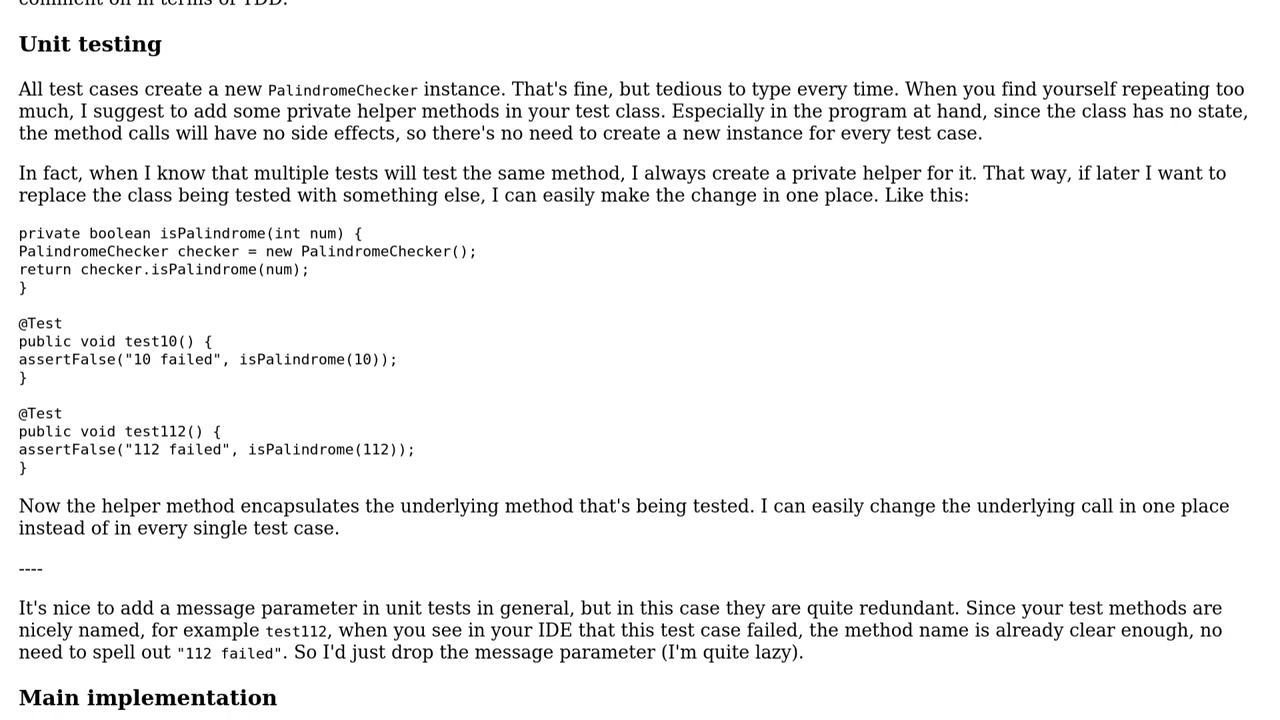 comment on in terms of TDD.
Unit testing
All test cases create a new PalindromeChecker instance. That's fine, but tedious to type every time. When you find yourself repeating too
much, I suggest to add some private helper methods in your test class. Especially in the program at hand, since the class has no state,
the method calls will have no side effects, so there's no need to create a new instance for every test case.
In fact, when I know that multiple tests will test the same method, I always create a private helper for it. That way, if later I want to
replace the class being tested with something else, I can easily make the change in one place. Like this:
private boolean isPalindrome(int num) {
PalindromeChecker checker = new PalindromeChecker();
return checker.isPalindrome(num);
}
@Test
public void test10() {
assertFalse("10 failed", isPalindrome(10));
}
@Test
public void test112() {
assertFalse("112 failed", isPalindrome(112));
}
Now the helper method encapsulates the underlying method that's being tested. I can easily change the underlying call in one place
instead of in every single test case.
----
It's nice to add a message parameter in unit tests in general, but in this case they are quite redundant. Since your test methods are
nicely named, for example test112, when you see in your IDE that this test case failed, the method name is already clear enough, no
need to spell out "112 failed". So I'd just drop the message parameter (I'm quite lazy).
Main implementation